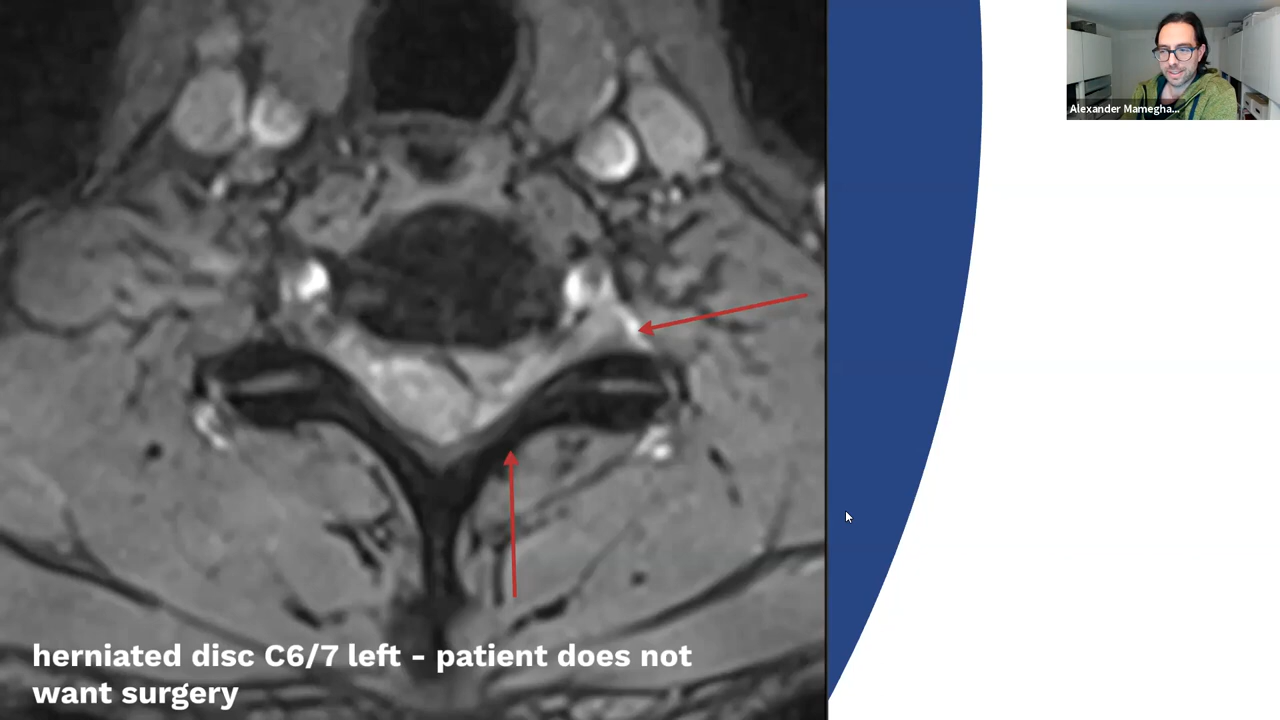 Alexander Mamegha...
herniated disc C6/7 left - patient does not
want surgery